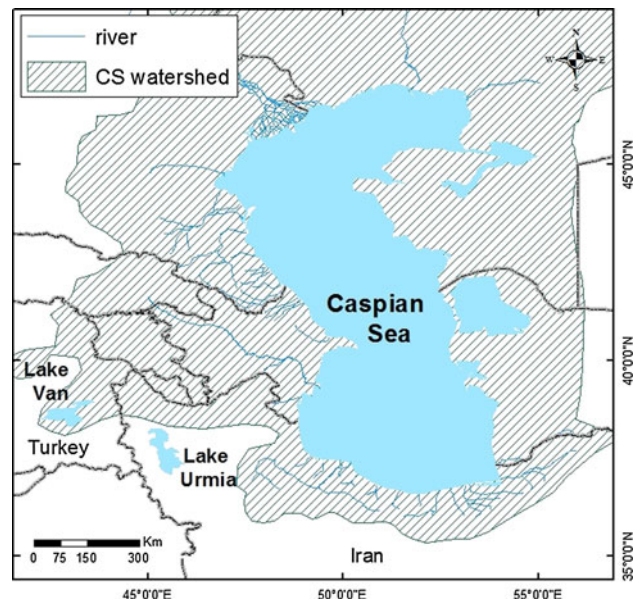 river
CS watershed
N
W E
S
45°0'0"N
Caspian
Sea
40°0'0"N
Lake
Van
Turkey
Lake
Urmia
Km
0 75 150 300
Iran
35°0'0"N
45°0'0"E
50°0'0"E
55°0'0"E